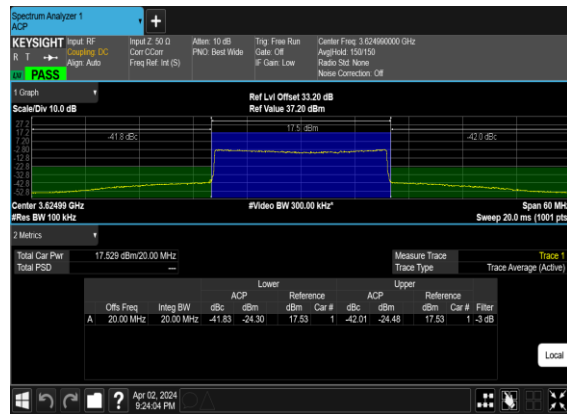 Spectrum Analyzer 1
ACP
+
KEYSIGHT Input: RF Input Z: 50 Ω Atten: 10 dB Trig: Free Run Center Freq: 3.624990000 GHz
R T Coupling: DC Corr CCorr PNO: Best Wide Gate: Off Avg|Hold: 150/150
Align: Auto Freq Ref: Int (S) IF Gain: Low Radio Std: None
LXI PASS Noise Correction: Off
1 Graph
Ref Lvl Offset 33.20 dB
Scale/Div 10.0 dB Ref Value 37.20 dBm
27.2
17.2
7.20
-2.80
-12.8
-22.8
-32.8
-42.8
-52.8
-41.8 dBc 17.5 dBm -42.0 dBc
Center 3.62499 GHz #Video BW 300.00 kHz* Span 60 MHz
#Res BW 100 kHz Sweep 20.0 ms (1001 pts)
2 Metrics
Total Car Pwr 17.529 dBm/20.00 MHz Measure Trace Trace 1
Total PSD --- Trace Type Trace Average (Active)
Lower Upper
ACP Reference ACP Reference
Offs Freq Integ BW dBc dBm dBm Car # dBc dBm dBm Car # Filter
A 20.00 MHz 20.00 MHz -41.83 -24.30 17.53 1 -42.01 -24.48 17.53 1 -3 dB
Local
?
Apr 02, 2024
9:24:04 PM